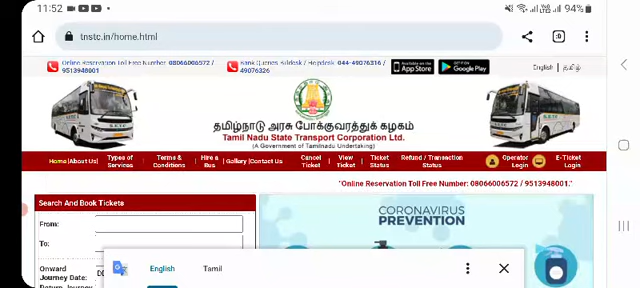 11:52
94%
tnstc.in/home.html
Online Reservation Toll Free Number 08066006572 /
9513948001
044-49076316 /
49076326
App Store
Google Play
English | தமிழ்
தமிழ்நாடு அரசு போக்குவரத்துக் கழகம்
Tamil Nadu State Transport Corporation Ltd.
(A Government of Tamilnadu Undertaking)
Home | About Us | Types of Services | Terms & Conditions | Hire a Bus | Gallery | Contact Us | Cancel Ticket | View Ticket | Ticket Status | Refund / Transaction Status | Operator Login | E-Ticket Login
"Online Reservation Toll Free Number: 08066006572 / 9513948001."
Search And Book Tickets
From:
To:
Onward
Journey Date:
CORONAVIRUS
PREVENTION
English
Tamil